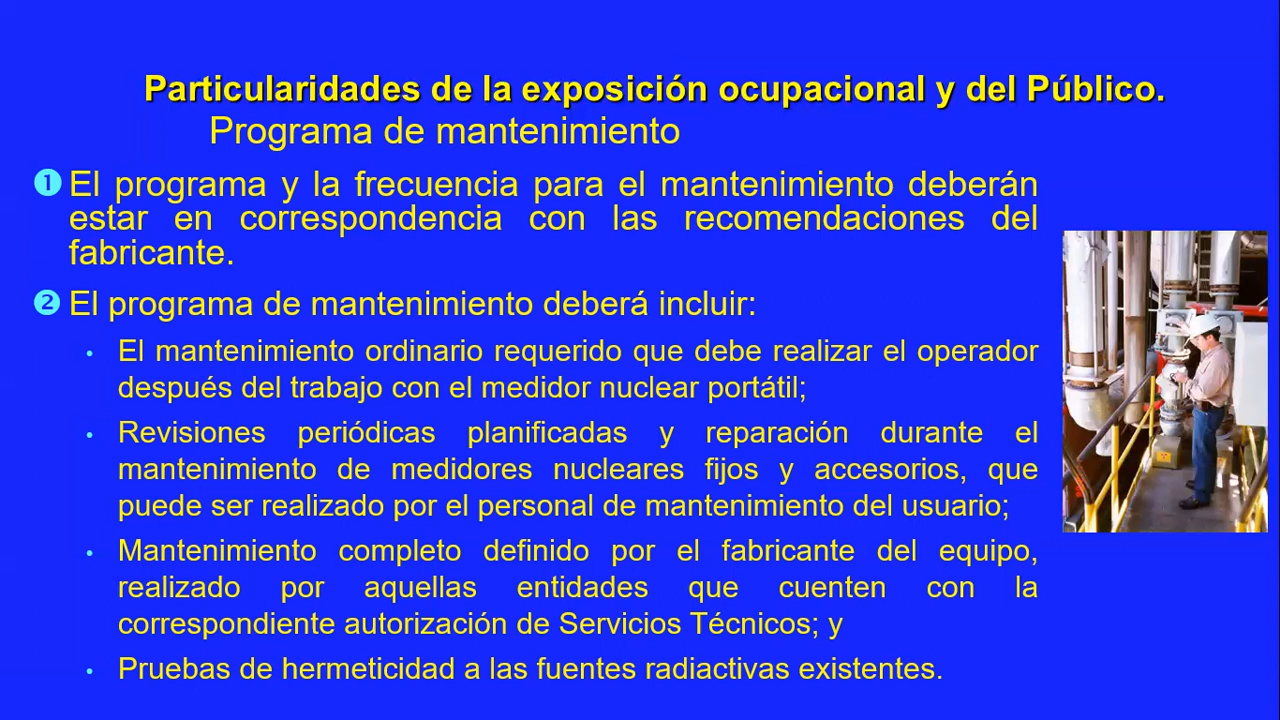 Particularidades de la exposición ocupacional y del Público.
Programa de mantenimiento
❶ El programa y la frecuencia para el mantenimiento deberán
estar en correspondencia con las recomendaciones del
fabricante.
❷ El programa de mantenimiento deberá incluir:
• El mantenimiento ordinario requerido que debe realizar el operador
después del trabajo con el medidor nuclear portátil;
• Revisiones periódicas planificadas y reparación durante el
mantenimiento de medidores nucleares fijos y accesorios, que
puede ser realizado por el personal de mantenimiento del usuario;
• Mantenimiento completo definido por el fabricante del equipo,
realizado por aquellas entidades que cuenten con la
correspondiente autorización de Servicios Técnicos; y
• Pruebas de hermeticidad a las fuentes radiactivas existentes.